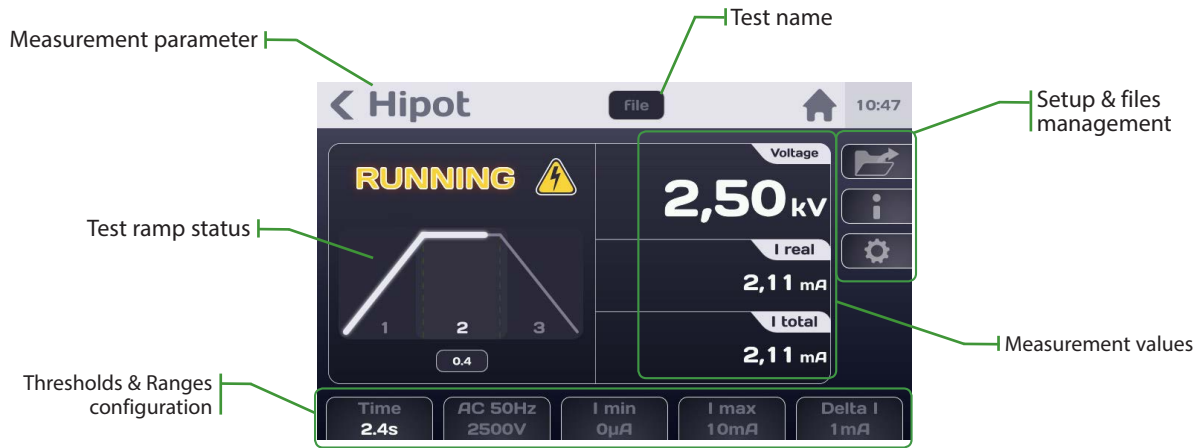 Test name
Measurement parameter
Hipot
file
10:47
Setup & files
management
RUNNING
Voltage
2,50 kV
Test ramp status
I real
2,11 mA
1
2
3
I total
0.4
2,11 mA
Measurement values
Thresholds & Ranges
configuration
Time
2.4s
AC 50Hz
2500V
I min
0µA
I max
10mA
Delta I
1mA